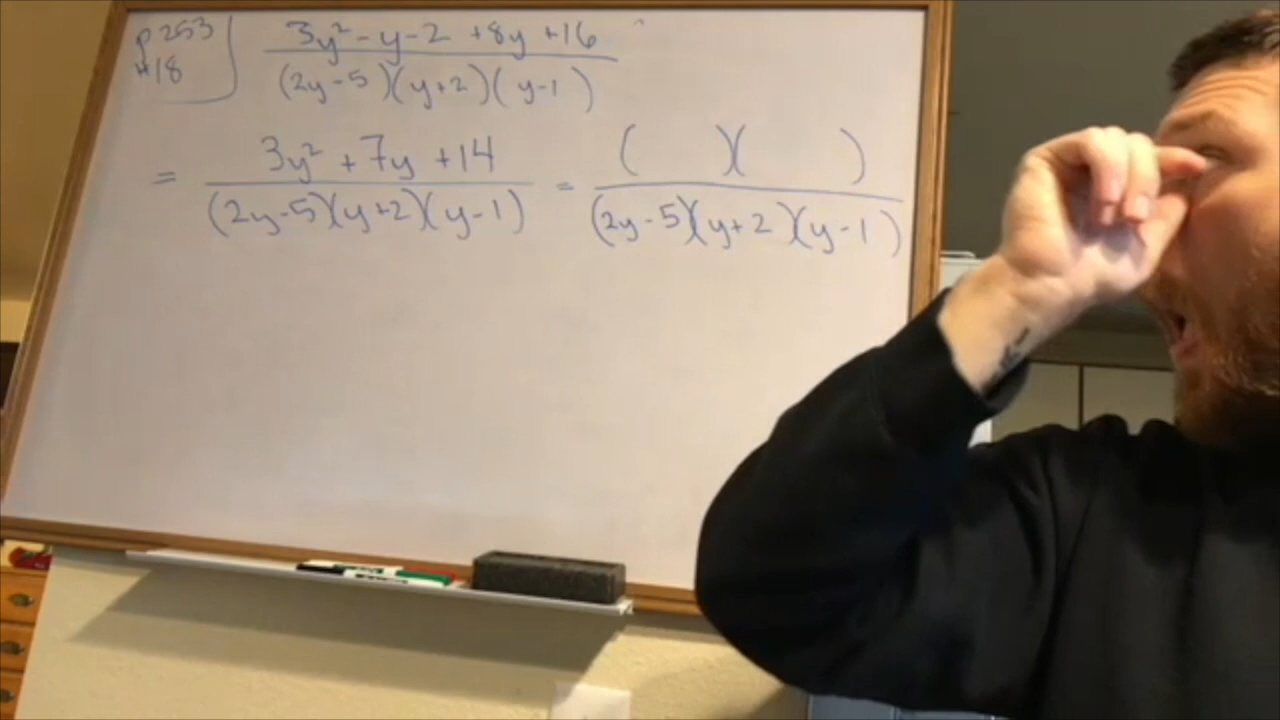 p 253
#18
3y² - y - 2 + 8y + 16
(2y - 5)(y + 2)(y - 1)
= 3y² + 7y + 14 = ( )( )
(2y - 5)(y + 2)(y - 1) (2y - 5)(y + 2)(y - 1)